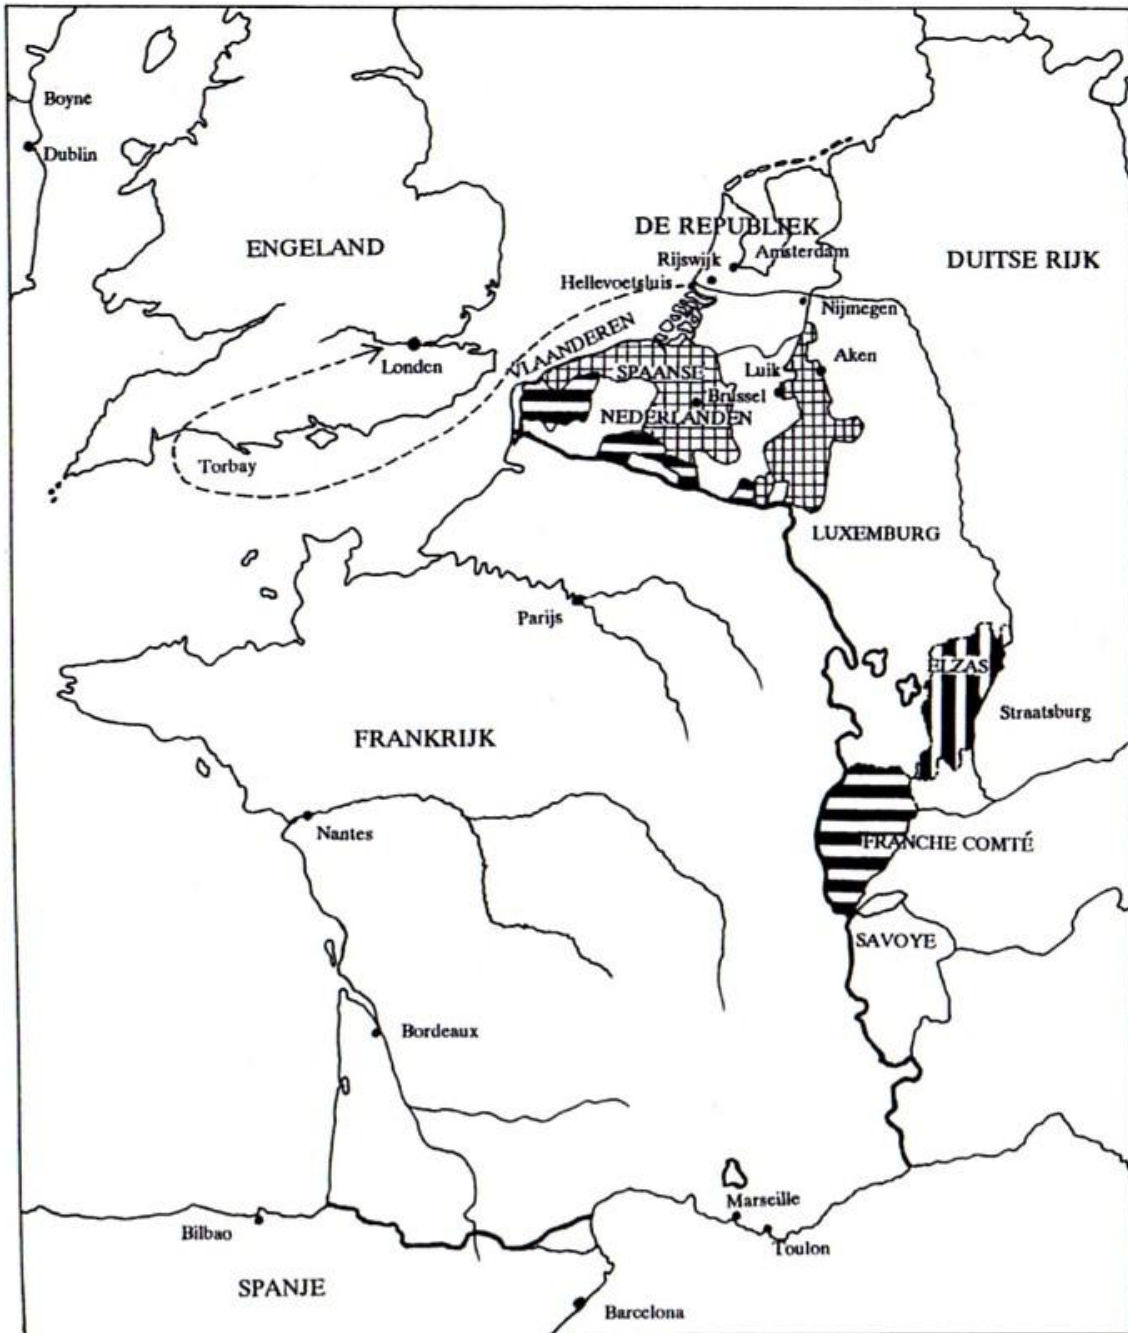 Boyne
Dublin
ENGELAND
DE REPUBLIEK
Rijswijk
Amsterdam
DUITSE RIJK
Hellevoetsluis
Nijmegen
Londen
VLAANDEREN
Aken
Luik
SPAANSE
Brussel
NEDERLANDEN
Torbay
LUXEMBURG
Parijs
ELZAS
Straatsburg
FRANKRIJK
Nantes
FRANCHE COMTÉ
SAVOYE
Bordeaux
Marseille
Bilbao
Toulon
SPANJE
Barcelona